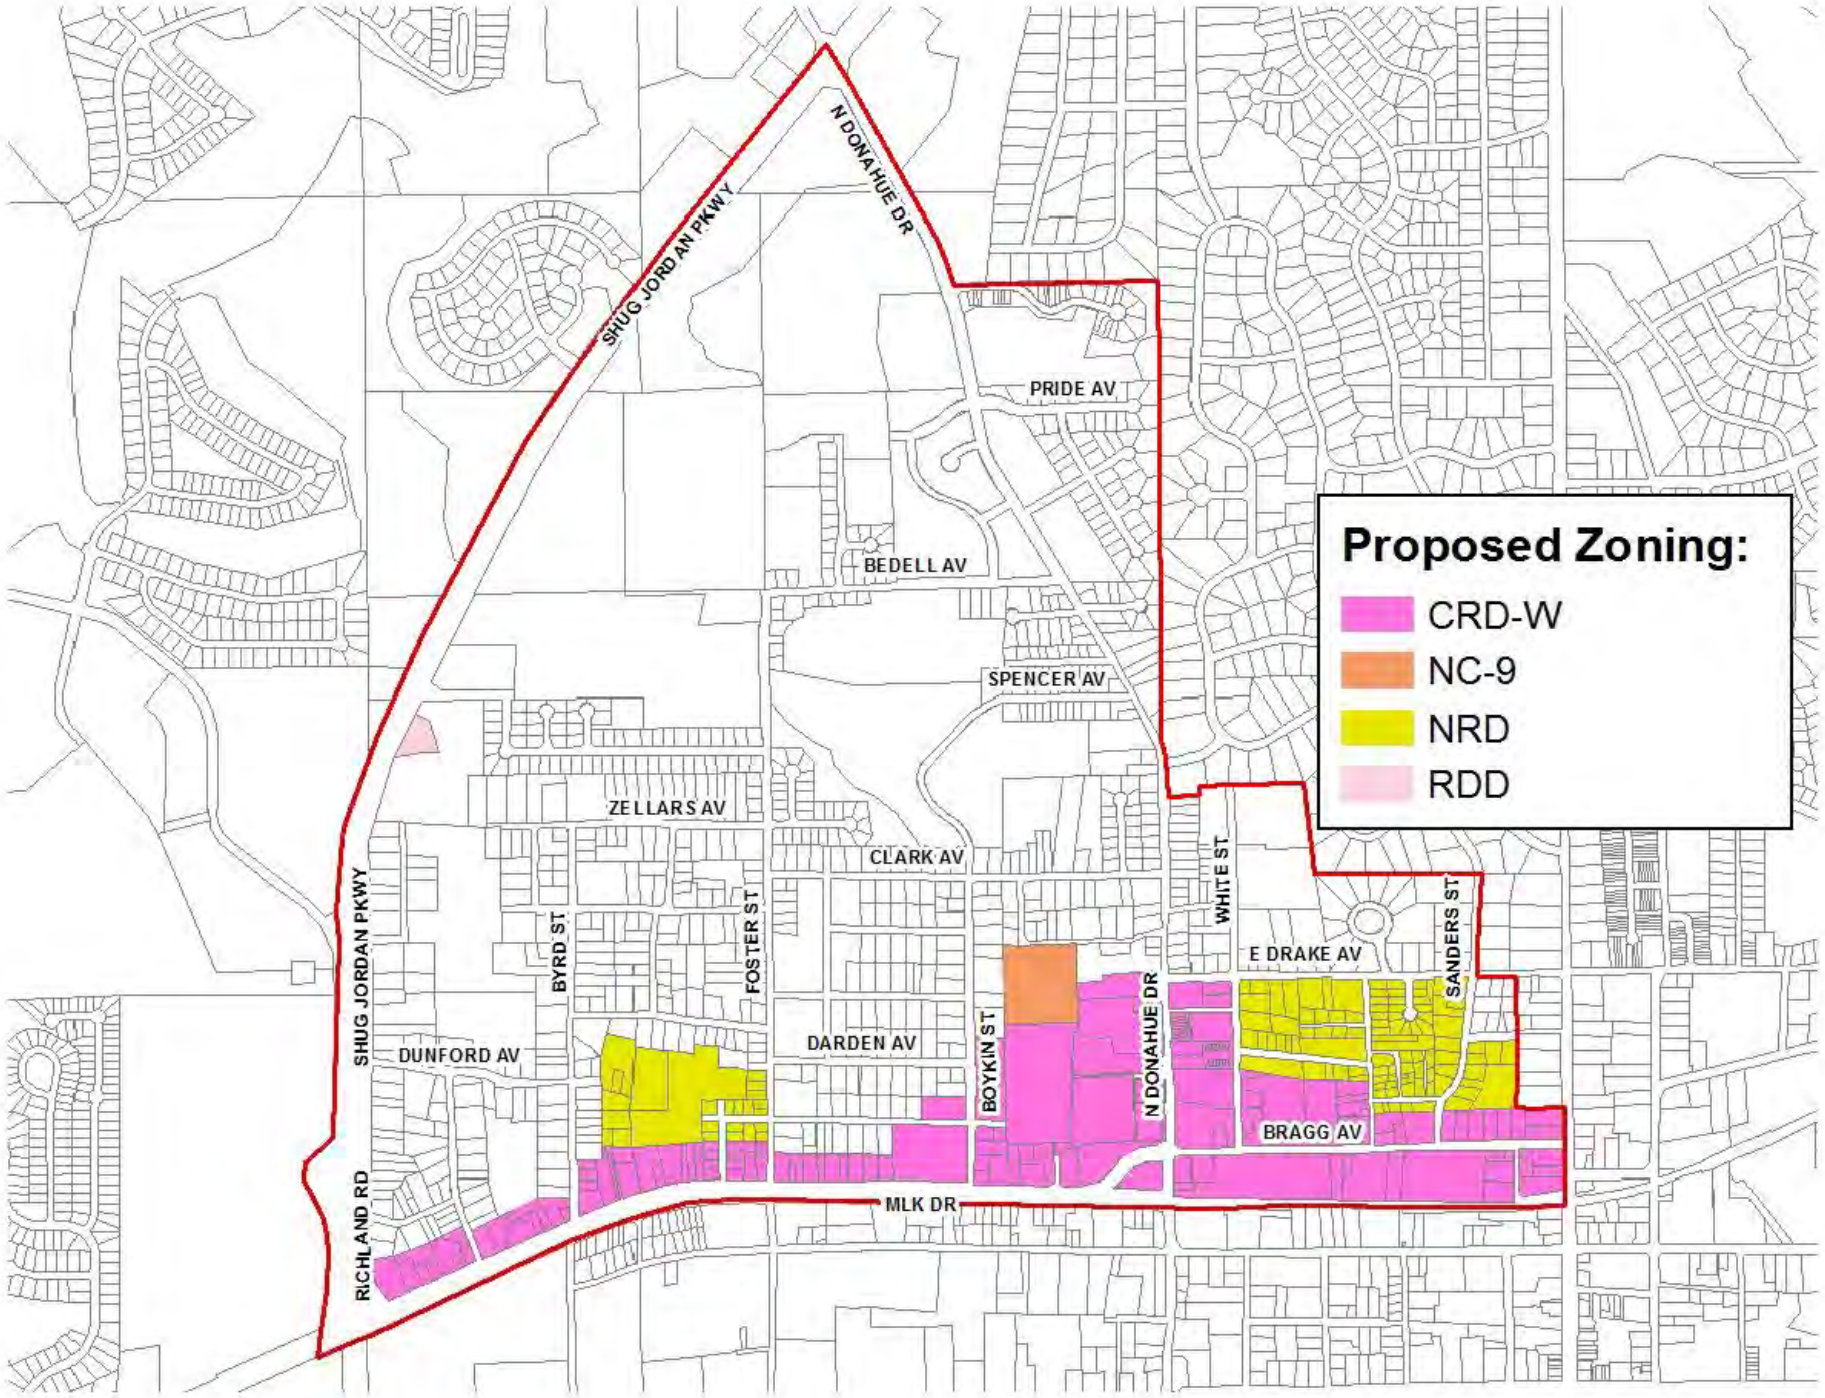 N DONAHUE DR
SHUG JORDAN PKWY
PRIDE AV
Proposed Zoning:
CRD-W
NC-9
NRD
RDD
BEDELL AV
SPENCER AV
ZELLARS AV
CLARK AV
WHITE ST
SHUG JORDAN PKWY
BYRD ST
FOSTER ST
SANDERS ST
E DRAKE AV
N DONAHUE DR
BOYKIN ST
DARDEN AV
DUNFORD AV
BRAGG AV
RICHLAND RD
MLK DR